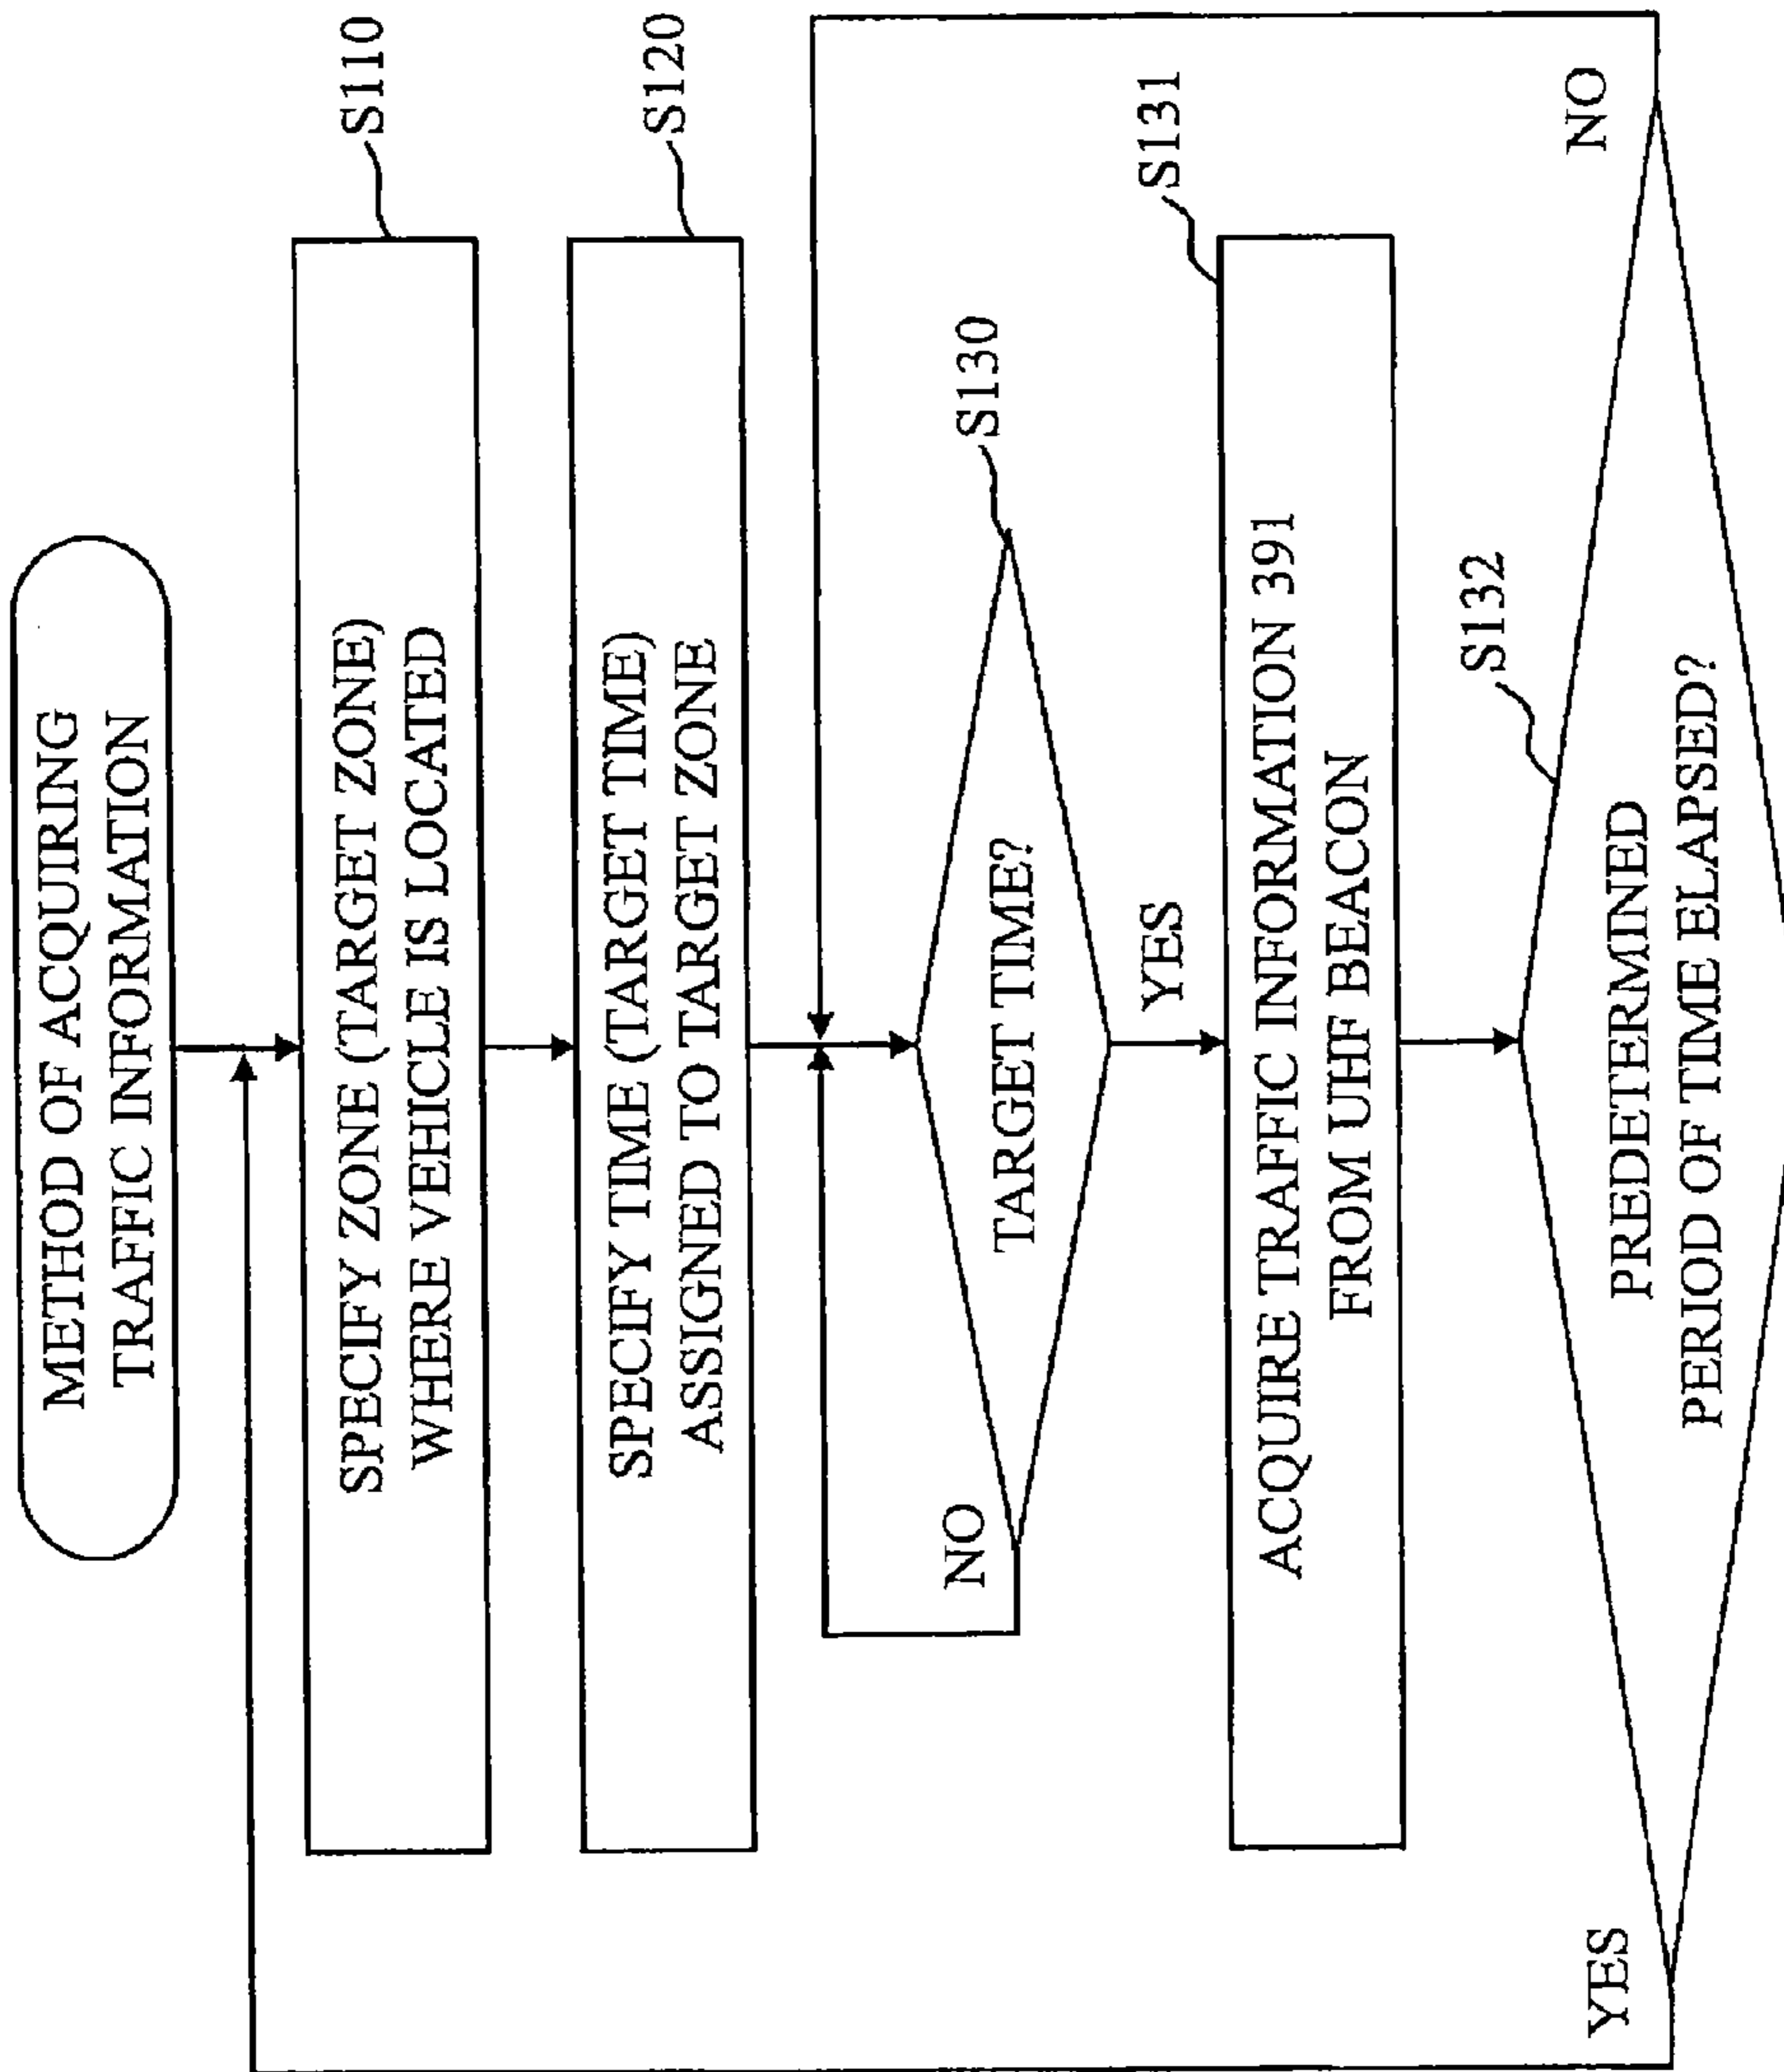 METHOD OF ACQUIRING
TRAFFIC INFORMATION
S110
SPECIFY ZONE (TARGET ZONE)
WHERE VEHICLE IS LOCATED
S120
SPECIFY TIME (TARGET TIME)
ASSIGNED TO TARGET ZONE
S130
TARGET TIME?
NO
YES
S131
ACQUIRE TRAFFIC INFORMATION 391
FROM UHF BEACON
S132
PREDETERMINED
PERIOD OF TIME ELAPSED?
YES
NO